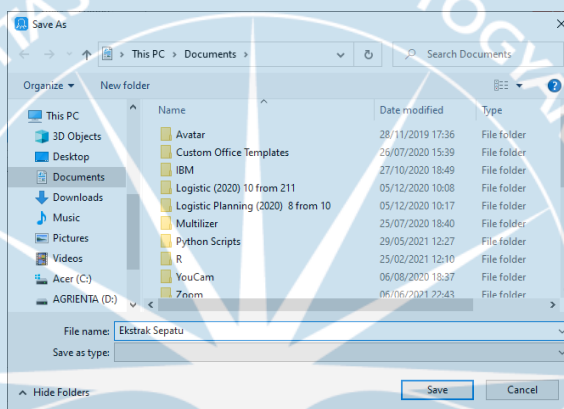 Save As
This PC > Documents >
Search Documents
Organize
New folder
Name Date modified Type
This PC
3D Objects
Desktop
Documents
Downloads
Music
Pictures
Videos
Acer (C:)
AGRIENTA (D:)
Avatar 28/11/2019 17:36 File folder
Custom Office Templates 26/07/2020 15:39 File folder
IBM 27/10/2020 18:49 File folder
Logistic (2020) 10 from 211 05/12/2020 10:08 File folder
Logistic Planning (2020) 8 from 10 05/12/2020 10:17 File folder
Multilizer 25/07/2020 18:40 File folder
Python Scripts 29/05/2021 12:27 File folder
R 25/02/2021 12:10 File folder
YouCam 06/08/2020 18:37 File folder
Zoom 06/06/2021 22:43 File folder
File name: Ekstrak Sepatu
Save as type:
Hide Folders
Save
Cancel